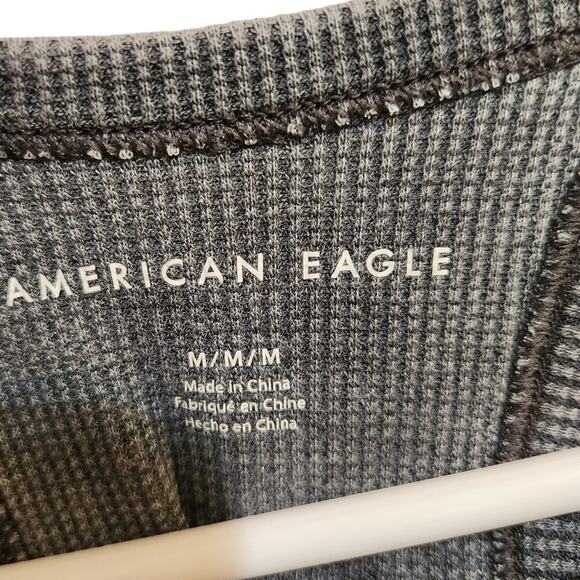 AMERICAN EAGLE
M/M/M
Made in China
Fabriqué en Chine
Hecho en China